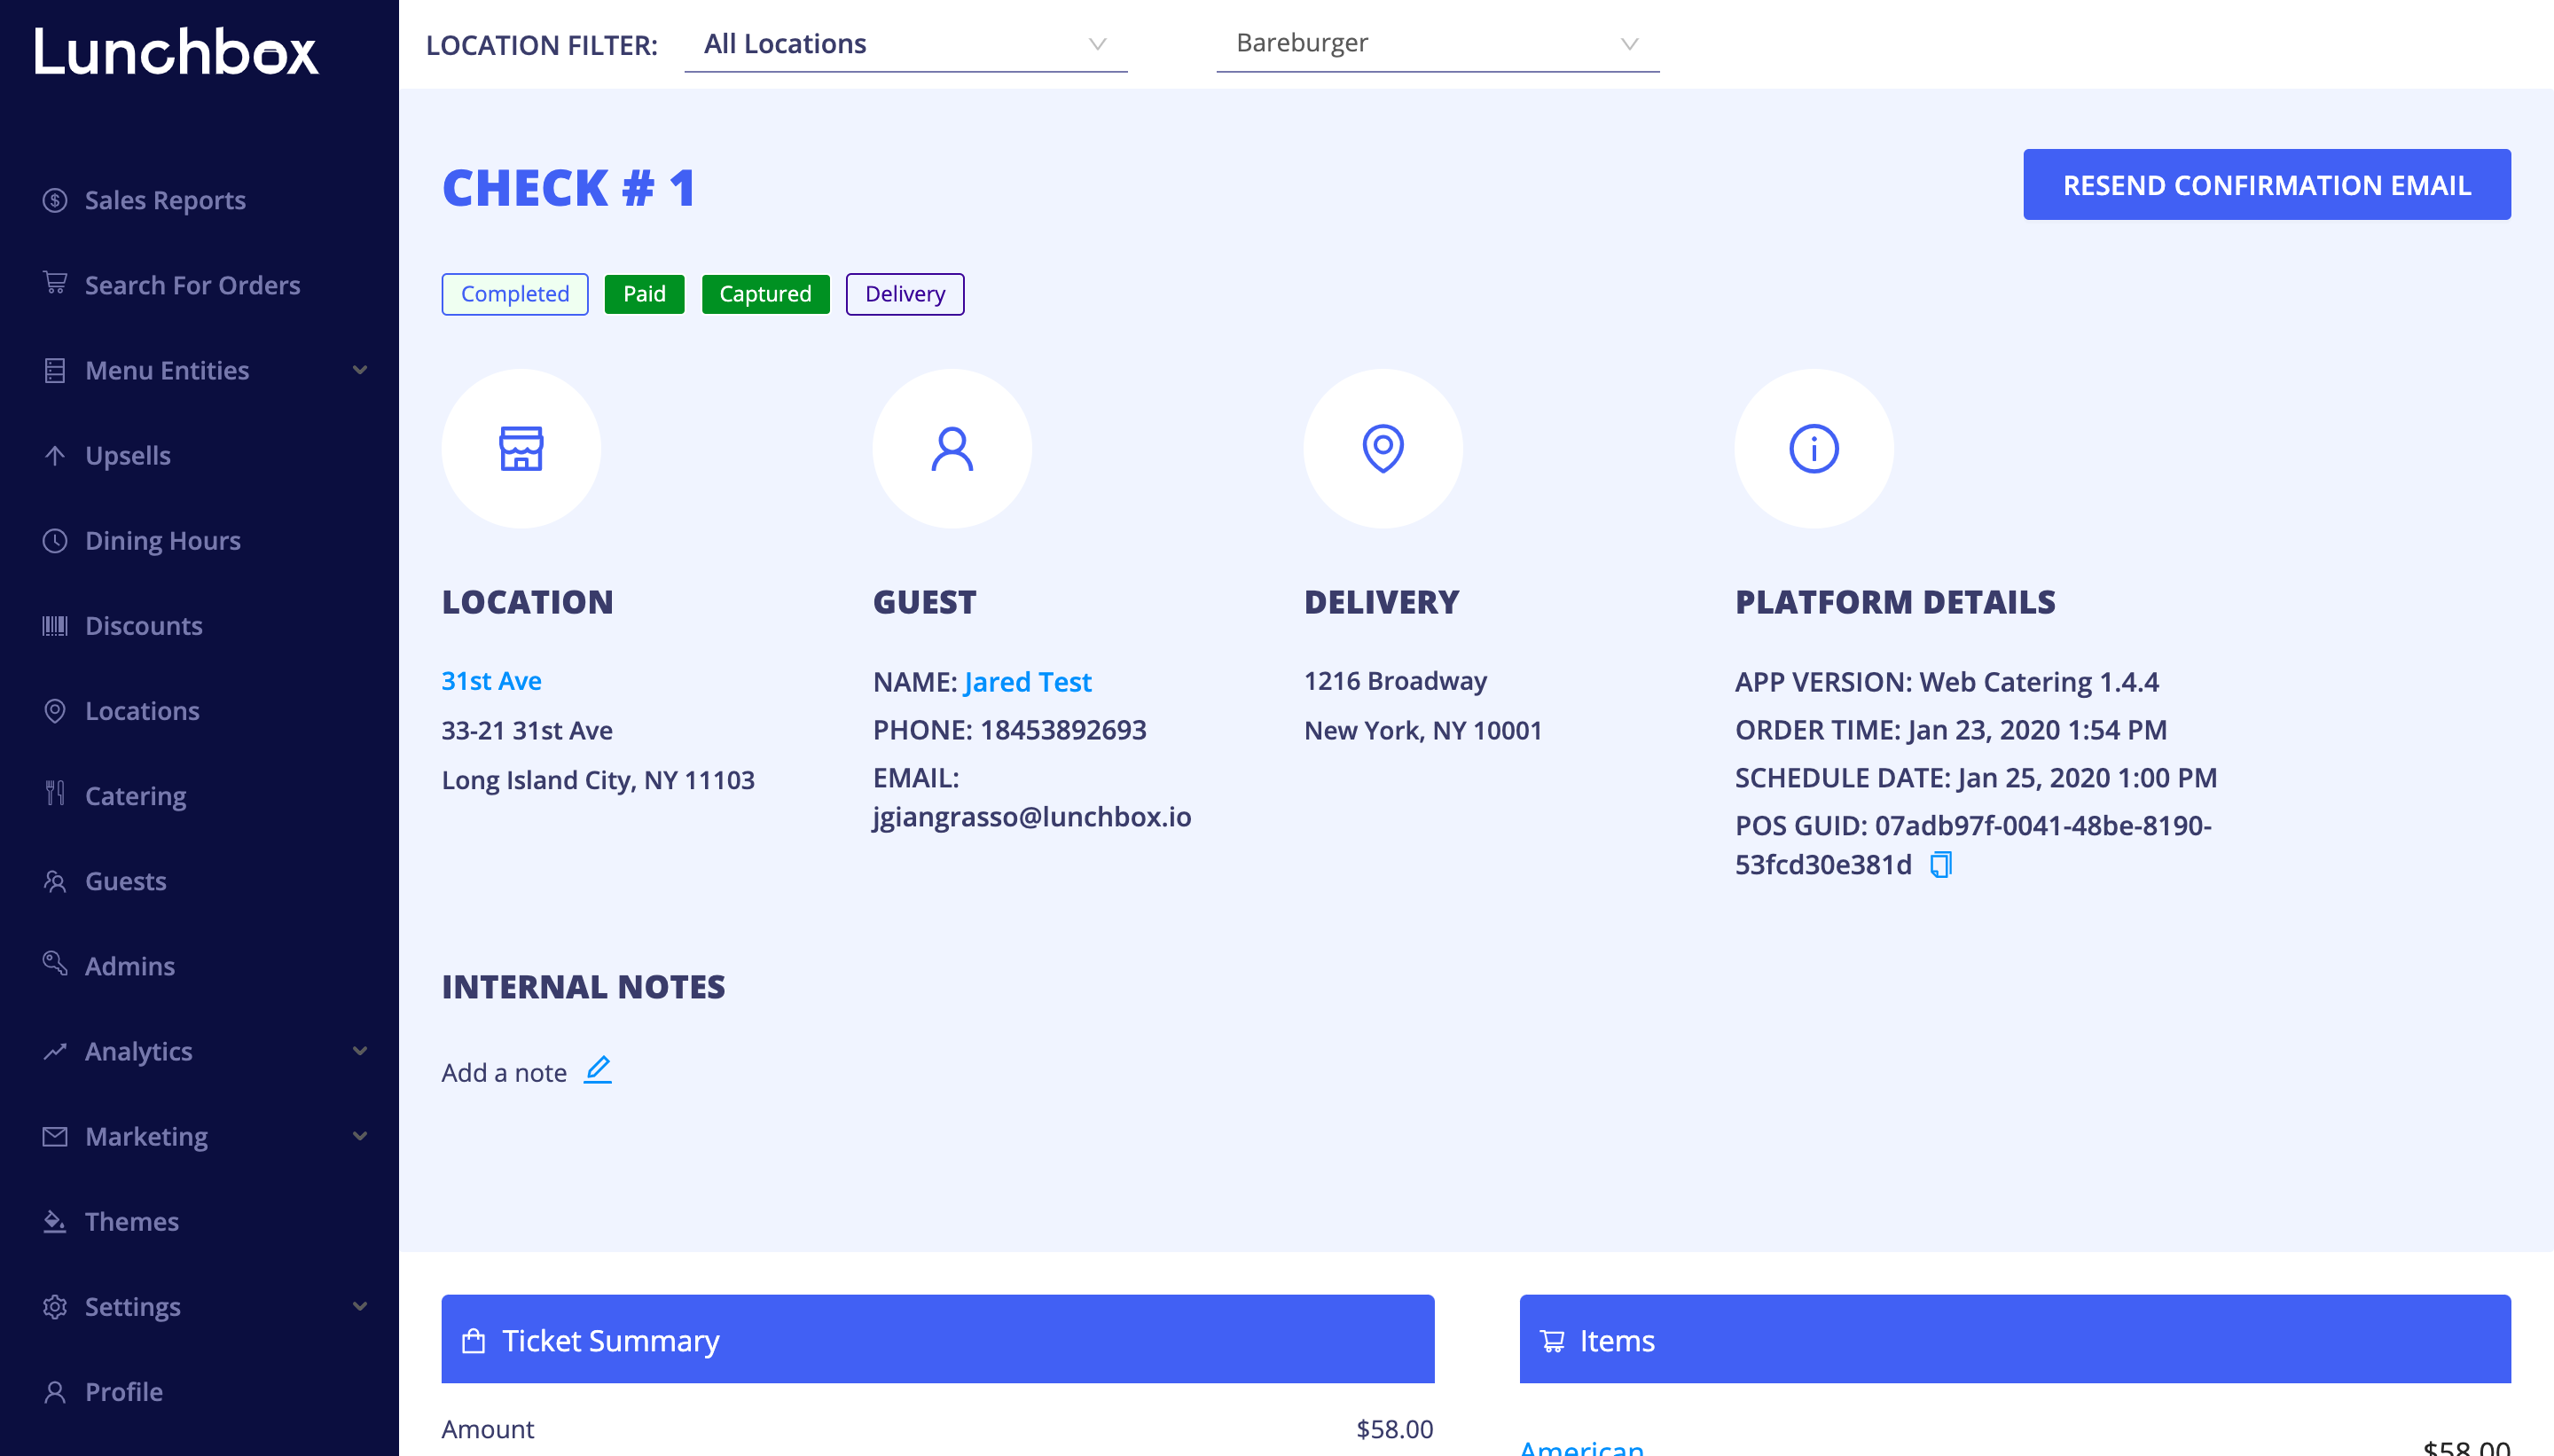 Lunchbox
LOCATION FILTER:
All Locations
Bareburger
Sales Reports
Search For Orders
Menu Entities
Upsells
Dining Hours
Discounts
Locations
Catering
Guests
Admins
Analytics
Marketing
Themes
Settings
Profile
CHECK # 1
RESEND CONFIRMATION EMAIL
Completed
Paid
Captured
Delivery
LOCATION
31st Ave
33-21 31st Ave
Long Island City, NY 11103
GUEST
NAME: Jared Test
PHONE: 18453892693
EMAIL:
jgiangrasso@lunchbox.io
DELIVERY
1216 Broadway
New York, NY 10001
PLATFORM DETAILS
APP VERSION: Web Catering 1.4.4
ORDER TIME: Jan 23, 2020 1:54 PM
SCHEDULE DATE: Jan 25, 2020 1:00 PM
POS GUID: 07adb97f-0041-48be-8190-
53fcd30e381d
INTERNAL NOTES
Add a note
Ticket Summary
Amount $58.00
Items
American $58.00